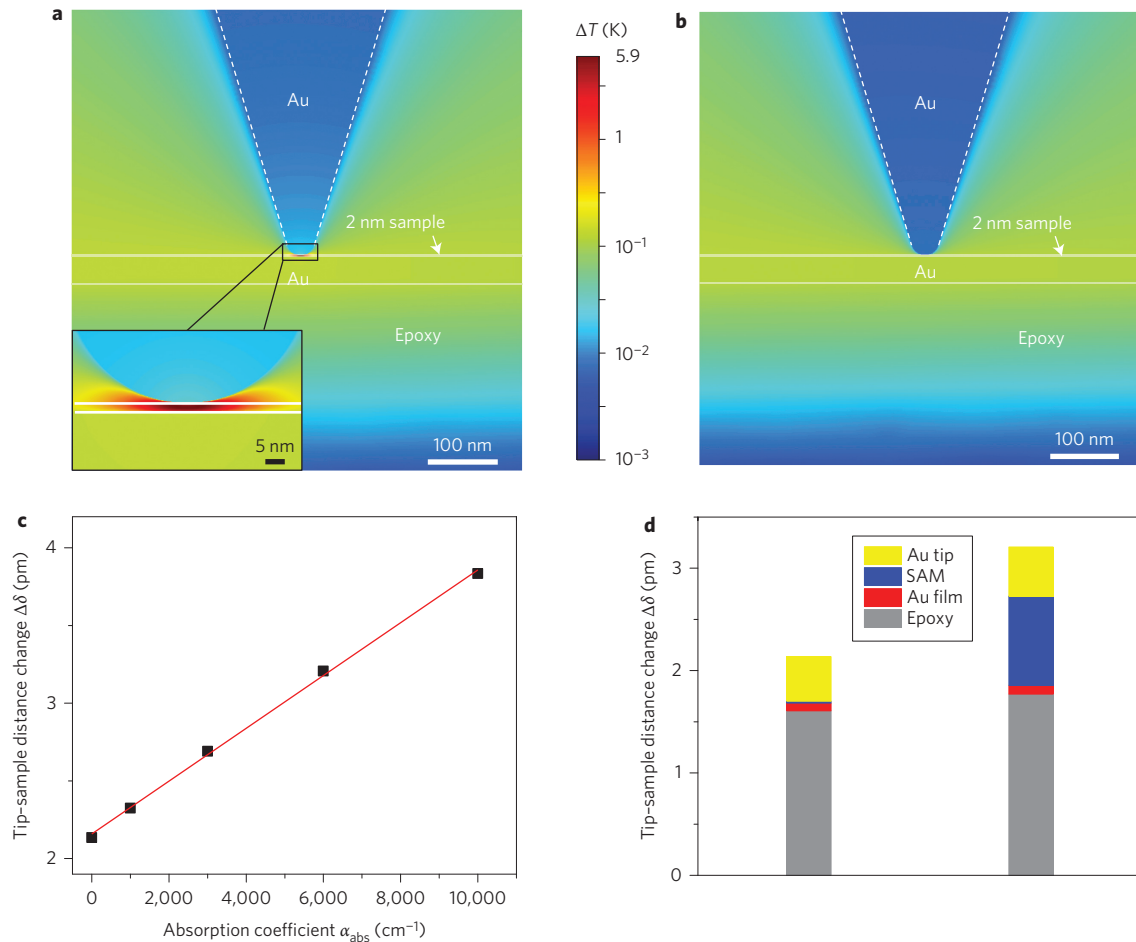 a
Au
2 nm sample
Au
Epoxy
5 nm
100 nm
ΔT (K)
5.9
1
10⁻¹
10⁻²
10⁻³
b
Au
2 nm sample
Au
Epoxy
100 nm
c
Tip-sample distance change Δδ (pm)
4
3
2
0 2,000 4,000 6,000 8,000 10,000
Absorption coefficient αabs (cm⁻¹)
d
Tip-sample distance change Δδ (pm)
3
2
1
0
Au tip
SAM
Au film
Epoxy